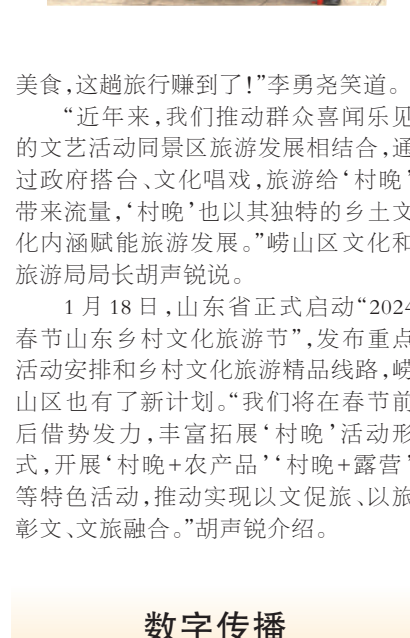 美食,这趟旅行赚到了!”李勇尧笑道。
“近年来,我们推动群众喜闻乐见
的文艺活动同景区旅游发展相结合,通
过政府搭台、文化唱戏,旅游给‘村晚’
带来流量,‘村晚’也以其独特的乡土文
化内涵赋能旅游发展。”崂山区文化和
旅游局局长胡声锐说。
1月18日,山东省正式启动“2024
春节山东乡村文化旅游节”,发布重点
活动安排和乡村文化旅游精品线路,崂
山区也有了新计划。“我们将在春节前
后借势发力,丰富拓展‘村晚’活动形
式,开展‘村晚+农产品’‘村晚+露营’
等特色活动,推动实现以文促旅、以旅
彰文、文旅融合。”胡声锐介绍。
数字传播